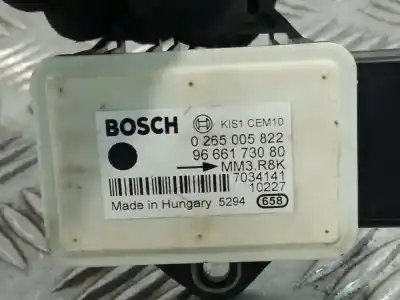 BOSCH KIS1 CEM10
0 265 005 822
96 661 730 80
MM3.R8K
7034141
10227
Made in Hungary 5294 658